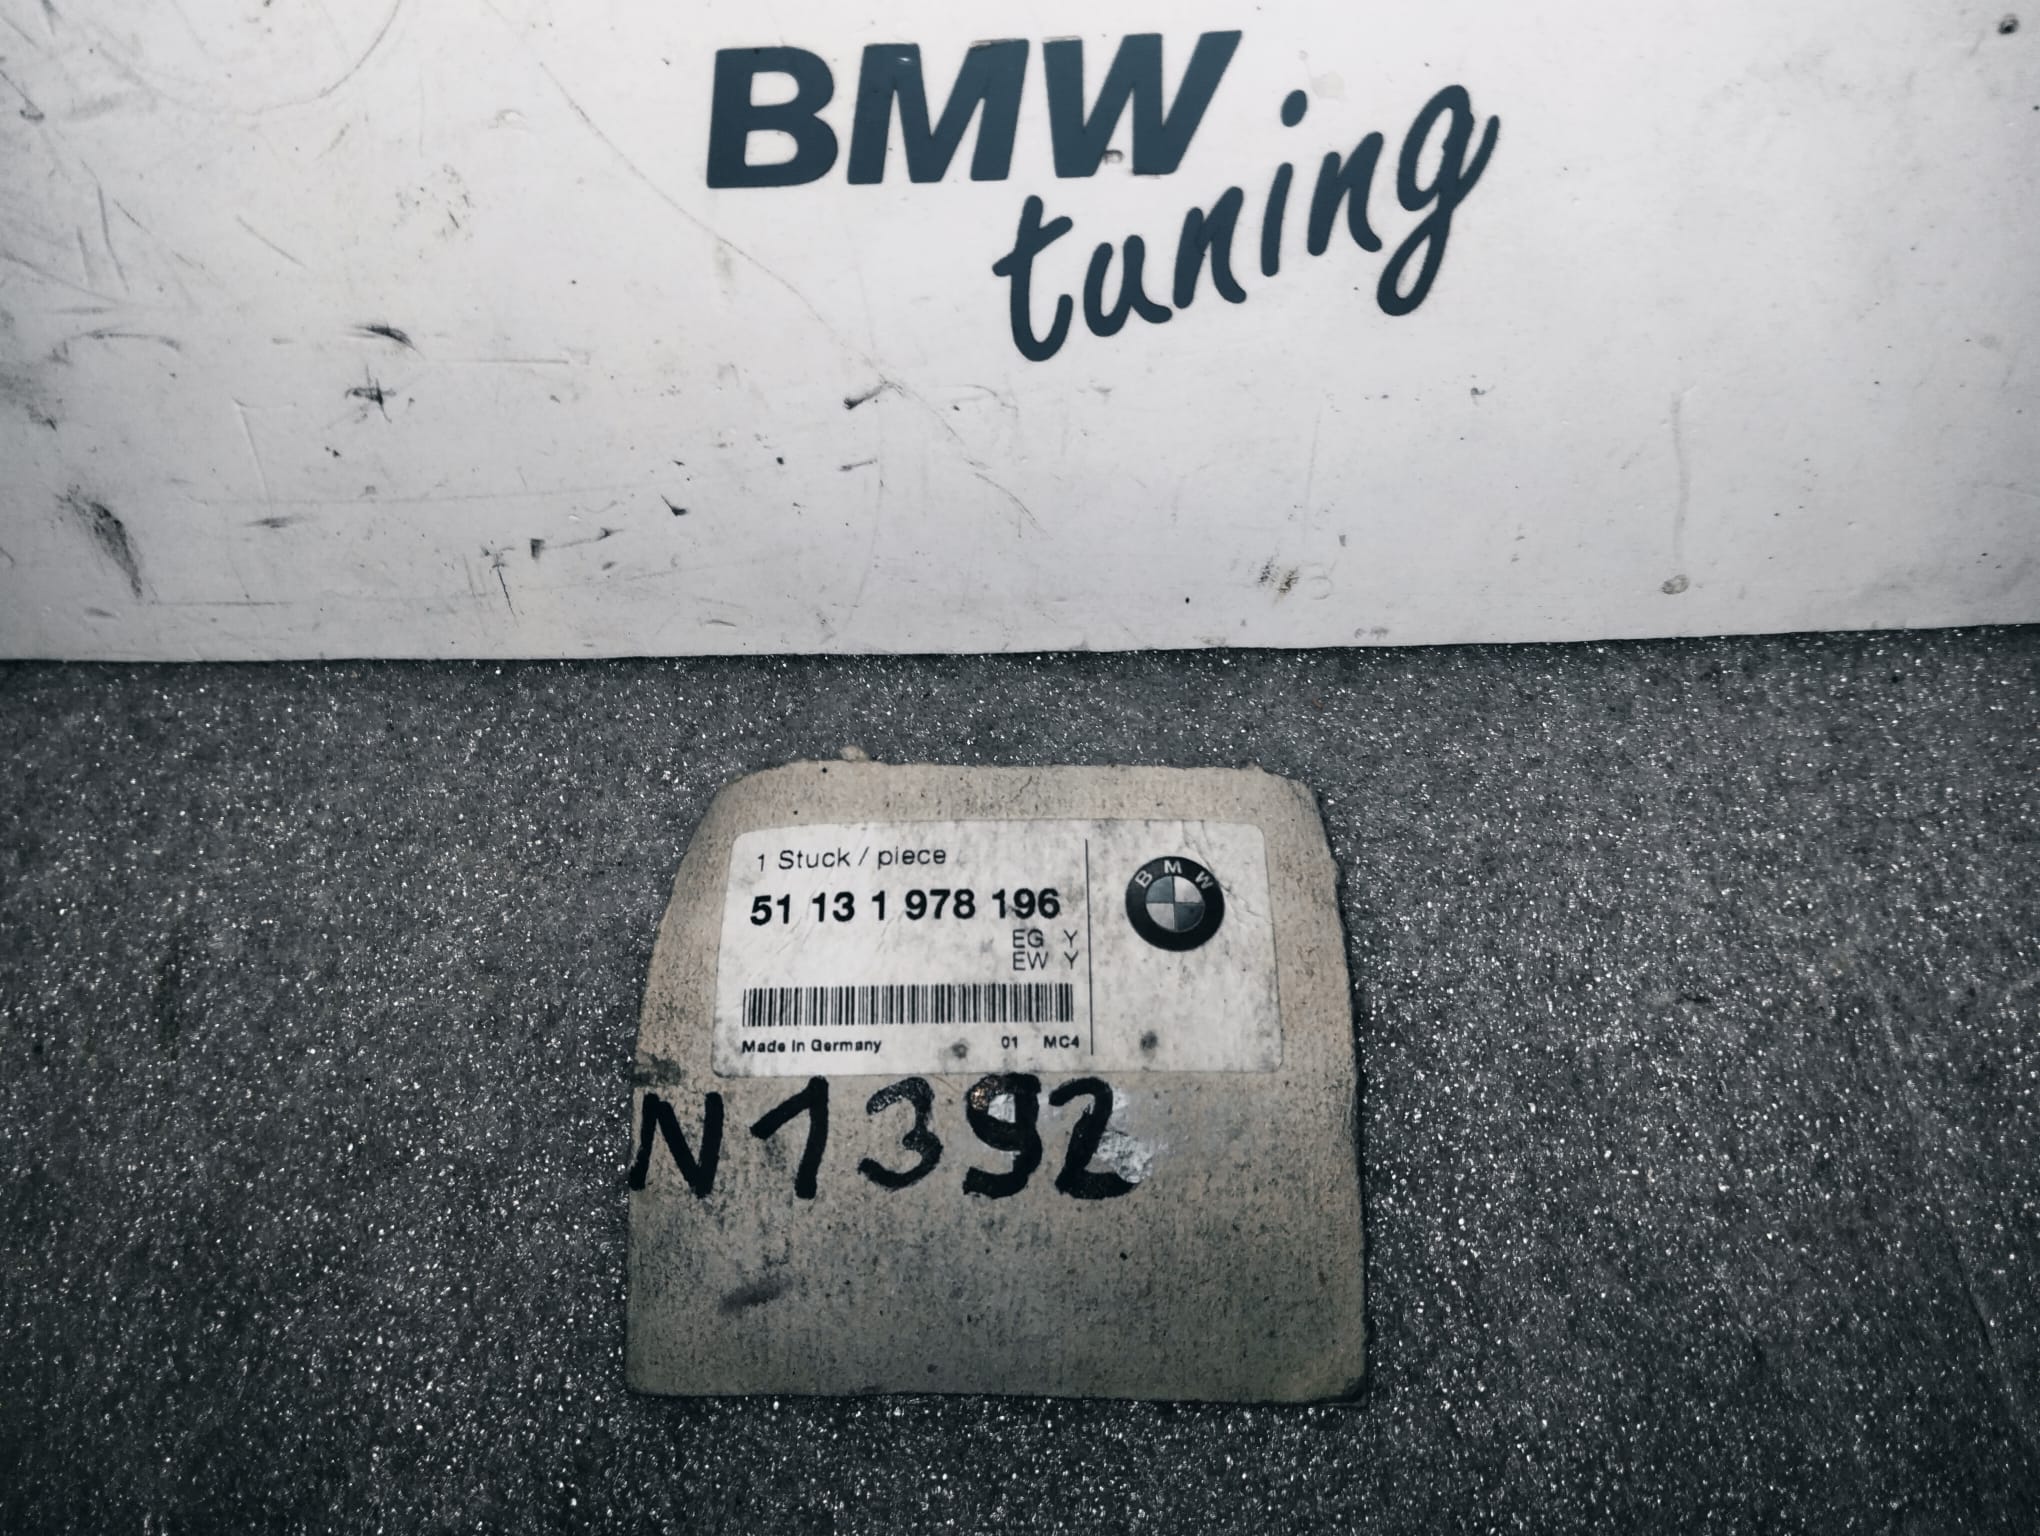 BMW
tuning
1 Stuck / piece
51 13 1 978 196
EG Y
EW Y
BMW
Made in Germany 01 MC4
N1392